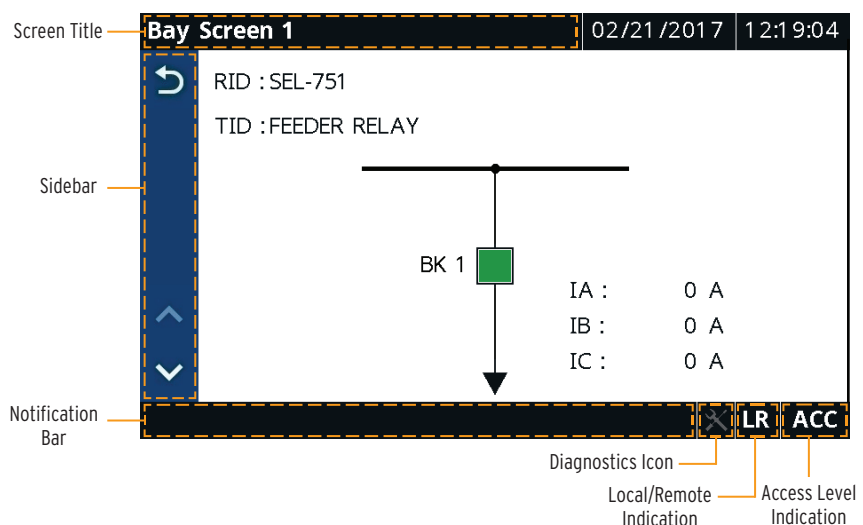 Screen Title
Bay Screen 1
02/21/2017
12:19:04
RID : SEL-751
TID : FEEDER RELAY
Sidebar
BK 1
IA : 0 A
IB : 0 A
IC : 0 A
Notification
Bar
LR
ACC
Diagnostics Icon
Local/Remote
Indication
Access Level
Indication